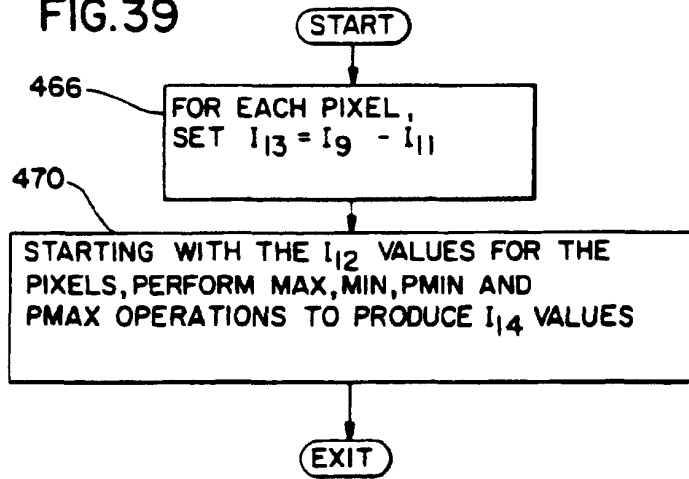 FIG.39
START
466
FOR EACH PIXEL,
SET I13 = I9 - I11
470
STARTING WITH THE I12 VALUES FOR THE
PIXELS, PERFORM MAX, MIN, PMIN AND
PMAX OPERATIONS TO PRODUCE I14 VALUES
EXIT